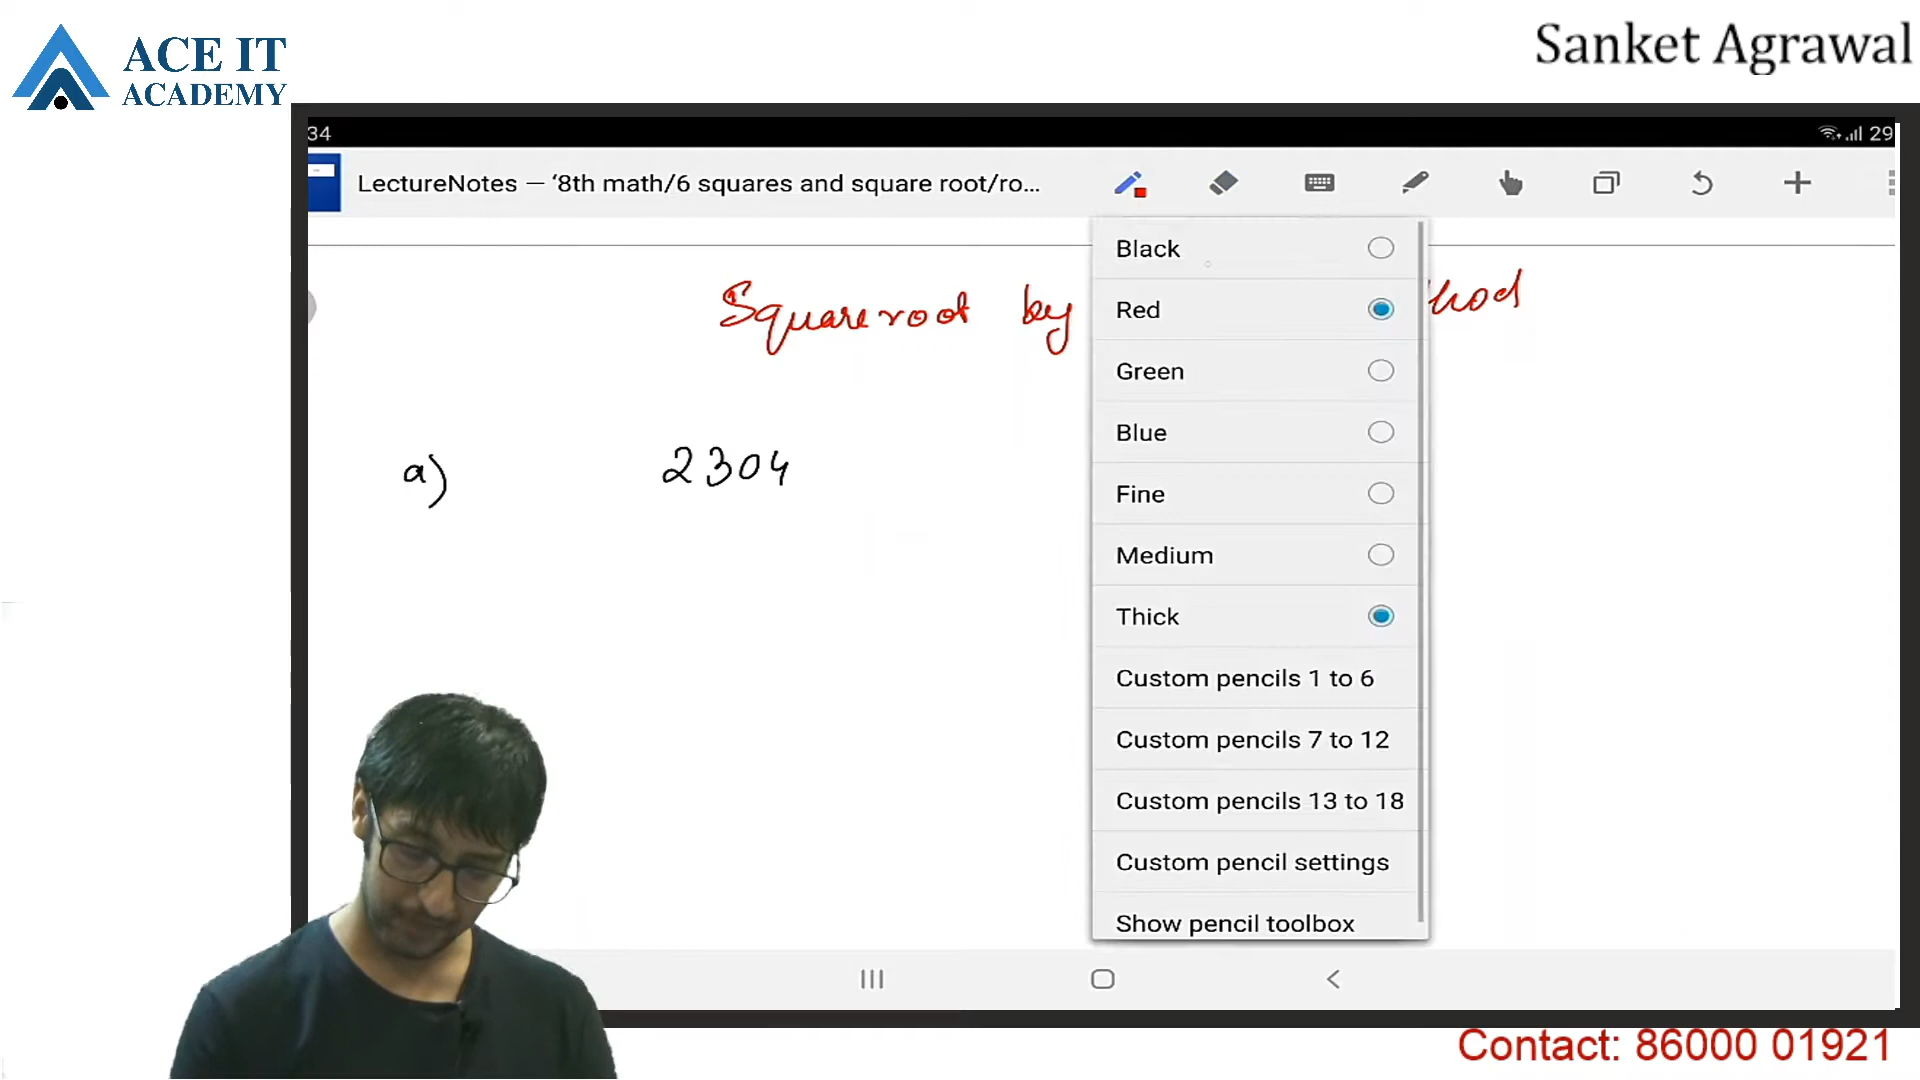 ACE IT
ACADEMY
Sanket Agrawal
34
29
LectureNotes — ‘8th math/6 squares and square root/ro...
Black
Red
Green
Blue
Fine
Medium
Thick
Custom pencils 1 to 6
Custom pencils 7 to 12
Custom pencils 13 to 18
Custom pencil settings
Show pencil toolbox
Square root by
a) 2304
Contact: 86000 01921